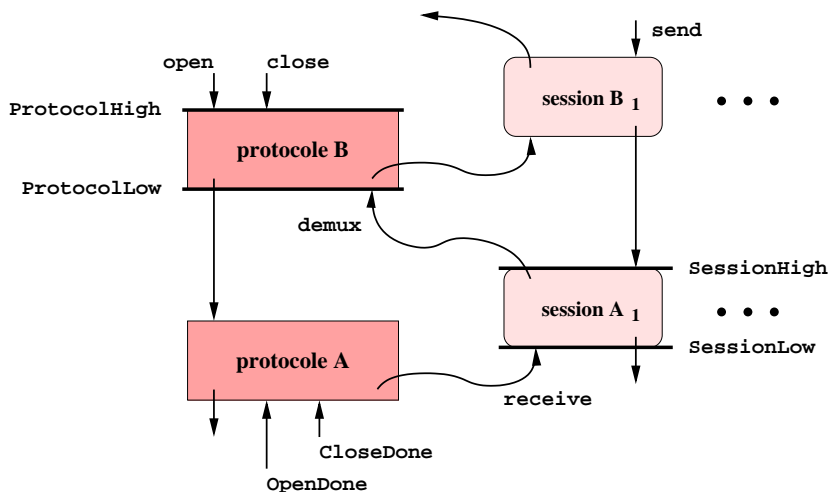 send
open
close
ProtocolHigh
session B 1
protocole B
ProtocolLow
demux
SessionHigh
session A 1
SessionLow
protocole A
receive
CloseDone
OpenDone